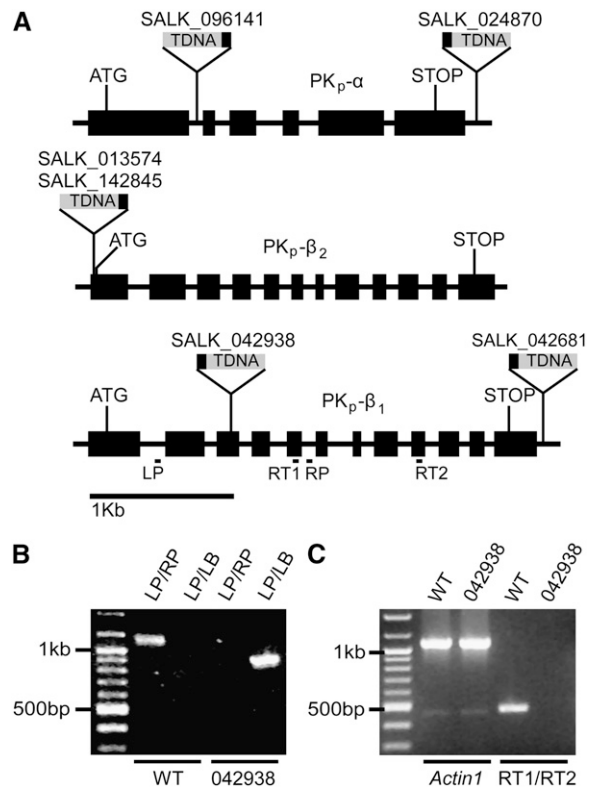 A
SALK_096141
SALK_024870
TDNA
TDNA
ATG
PKp-α
STOP
SALK_013574
SALK_142845
TDNA
ATG
PKp-β2
STOP
SALK_042938
SALK_042681
TDNA
TDNA
ATG
PKp-β1
STOP
LP
RT1
RP
RT2
1Kb
B
LP/RP
LP/LB
LP/RP
LP/LB
1kb
500bp
WT
042938
C
WT
042938
WT
042938
1kb
500bp
Actin1
RT1/RT2